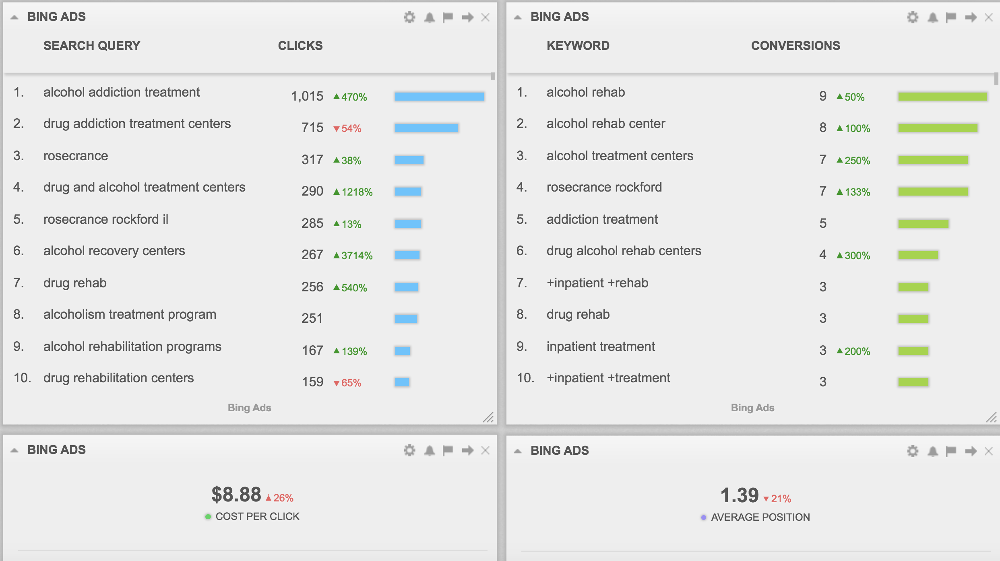 BING ADS
SEARCH QUERY CLICKS
1. alcohol addiction treatment 1,015 ▲470%
2. drug addiction treatment centers 715 ▼54%
3. rosecrance 317 ▲38%
4. drug and alcohol treatment centers 290 ▲1218%
5. rosecrance rockford il 285 ▲13%
6. alcohol recovery centers 267 ▲3714%
7. drug rehab 256 ▲540%
8. alcoholism treatment program 251
9. alcohol rehabilitation programs 167 ▲139%
10. drug rehabilitation centers 159 ▼65%
Bing Ads
BING ADS
KEYWORD CONVERSIONS
1. alcohol rehab 9 ▲50%
2. alcohol rehab center 8 ▲100%
3. alcohol treatment centers 7 ▲250%
4. rosecrance rockford 7 ▲133%
5. addiction treatment 5
6. drug alcohol rehab centers 4 ▲300%
7. +inpatient +rehab 3
8. drug rehab 3
9. inpatient treatment 3 ▲200%
10. +inpatient +treatment 3
Bing Ads
BING ADS
$8.88 ▲26%
COST PER CLICK
BING ADS
1.39 ▼21%
AVERAGE POSITION